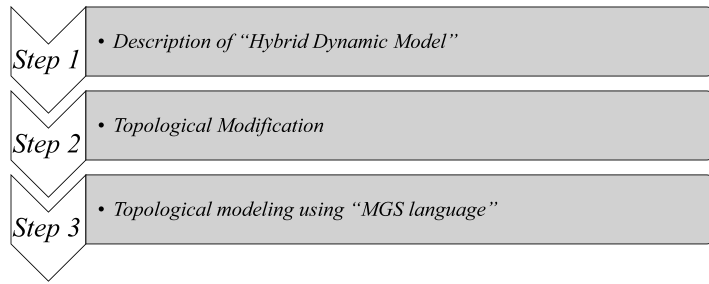 Step 1
• Description of “Hybrid Dynamic Model”
Step 2
• Topological Modification
Step 3
• Topological modeling using “MGS language”